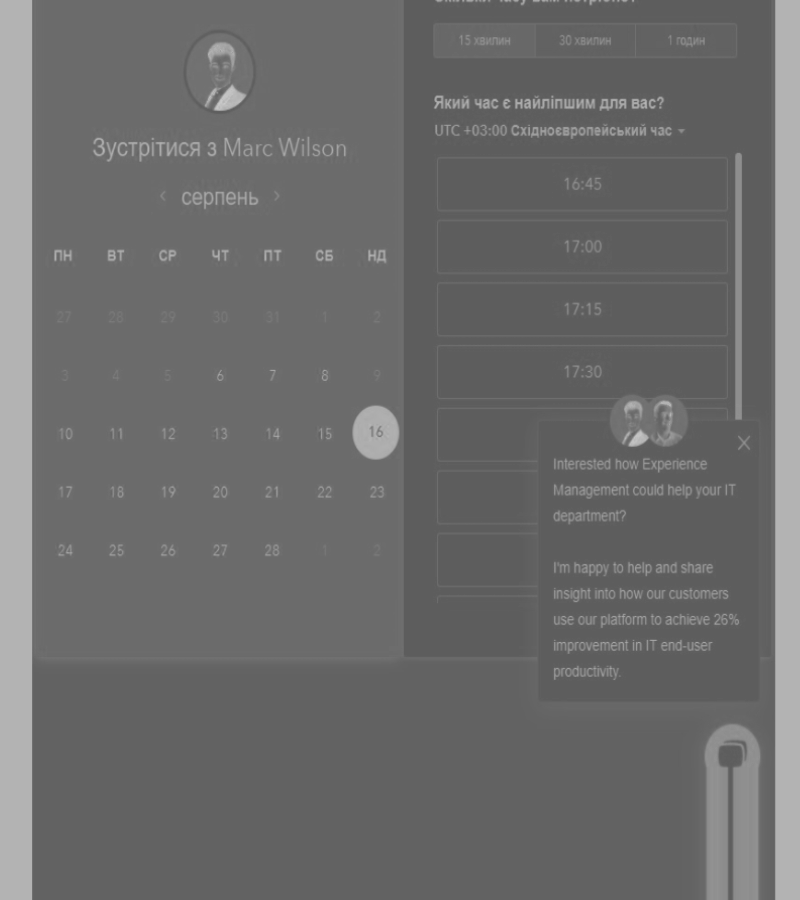 Зустрітися з Marc Wilson
серпень
ПН ВТ СР ЧТ ПТ СБ НД
27 28 29 30 31 1 2
3 4 5 6 7 8 9
10 11 12 13 14 15 16
17 18 19 20 21 22 23
24 25 26 27 28 1 2
15 хвилин 30 хвилин 1 годин
Який час є найліпшим для вас?
UTC +03:00 Східноєвропейський час
16:45
17:00
17:15
17:30
Interested how Experience
Management could help your IT
department?
I'm happy to help and share
insight into how our customers
use our platform to achieve 26%
improvement in IT end-user
productivity.